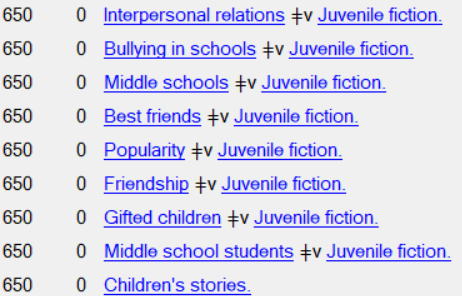 650 0 Interpersonal relations ǂv Juvenile fiction.
650 0 Bullying in schools ǂv Juvenile fiction.
650 0 Middle schools ǂv Juvenile fiction.
650 0 Best friends ǂv Juvenile fiction.
650 0 Popularity ǂv Juvenile fiction.
650 0 Friendship ǂv Juvenile fiction.
650 0 Gifted children ǂv Juvenile fiction.
650 0 Middle school students ǂv Juvenile fiction.
650 0 Children's stories.